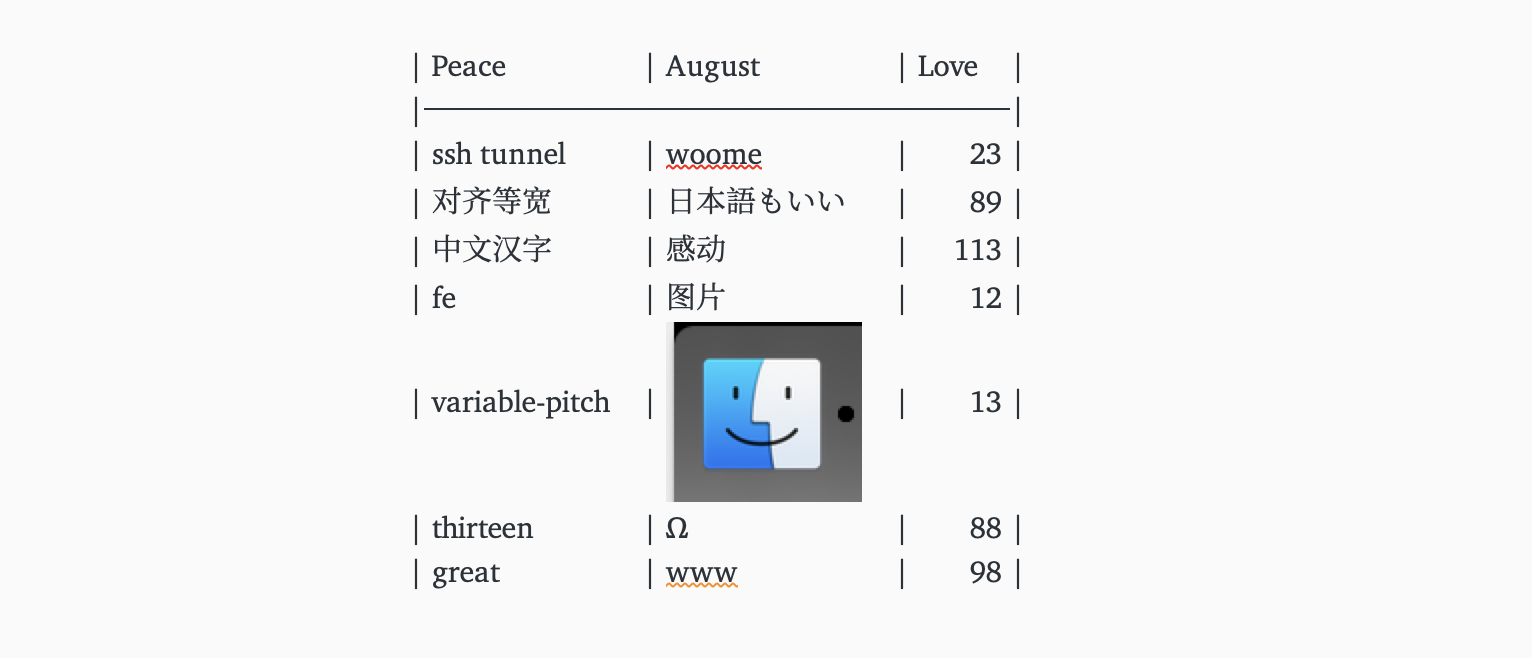 | Peace | August | Love |
| ssh tunnel | woome | 23 |
| 对齐等宽 | 日本語もいい | 89 |
| 中文汉字 | 感动 | 113 |
| fe | 图片 | 12 |
| variable-pitch | | 13 |
| thirteen | Ω | 88 |
| great | www | 98 |